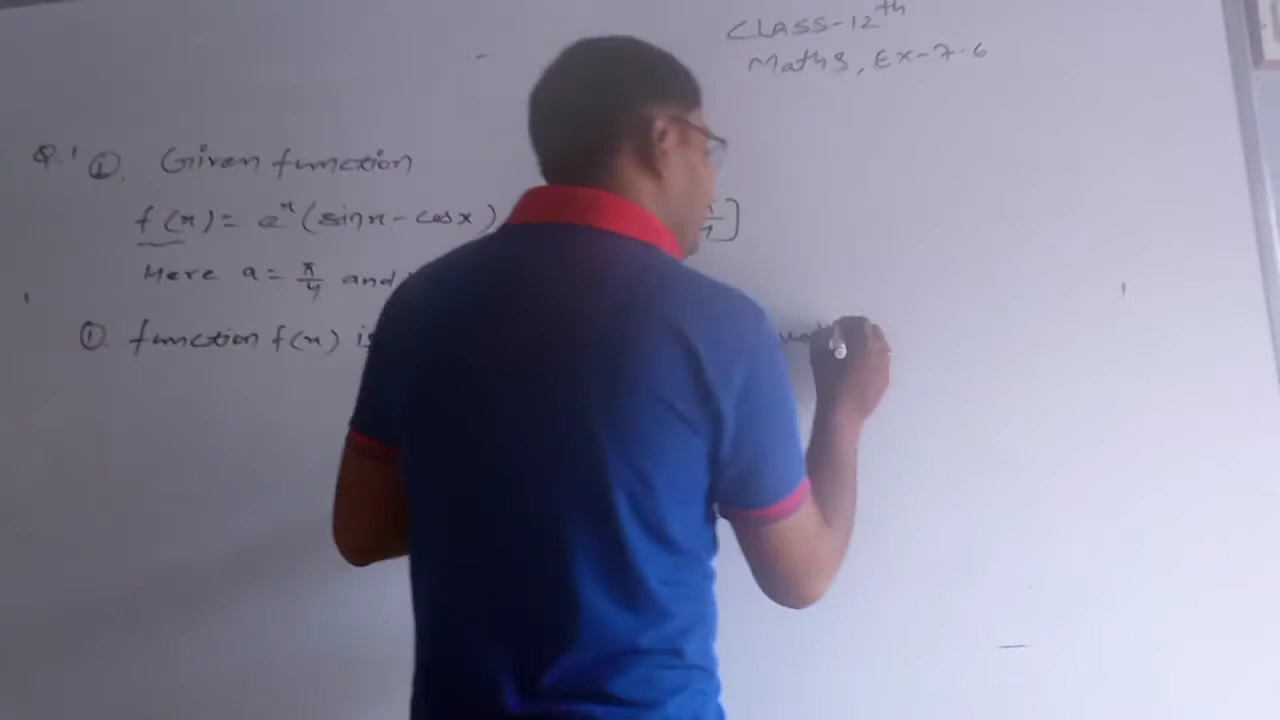 CLASS-12th
Maths, Ex-7.6
Q.1 ①. Given function
f(x) = e^x (sinx - cosx) ]
Here a = π/4 and
① function f(x) is